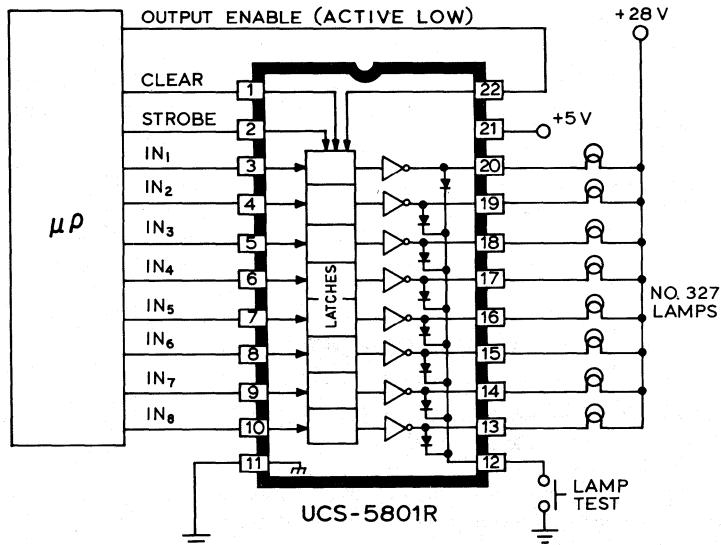 OUTPUT ENABLE (ACTIVE LOW)
+28 V
CLEAR
1
22
STROBE
2
21
+5 V
IN1
3
20
IN2
4
19
μP
IN3
5
18
IN4
6
17
LATCHES
NO. 327
LAMPS
IN5
7
16
IN6
8
15
IN7
9
14
IN8
10
13
11
12
LAMP
TEST
UCS-5801R